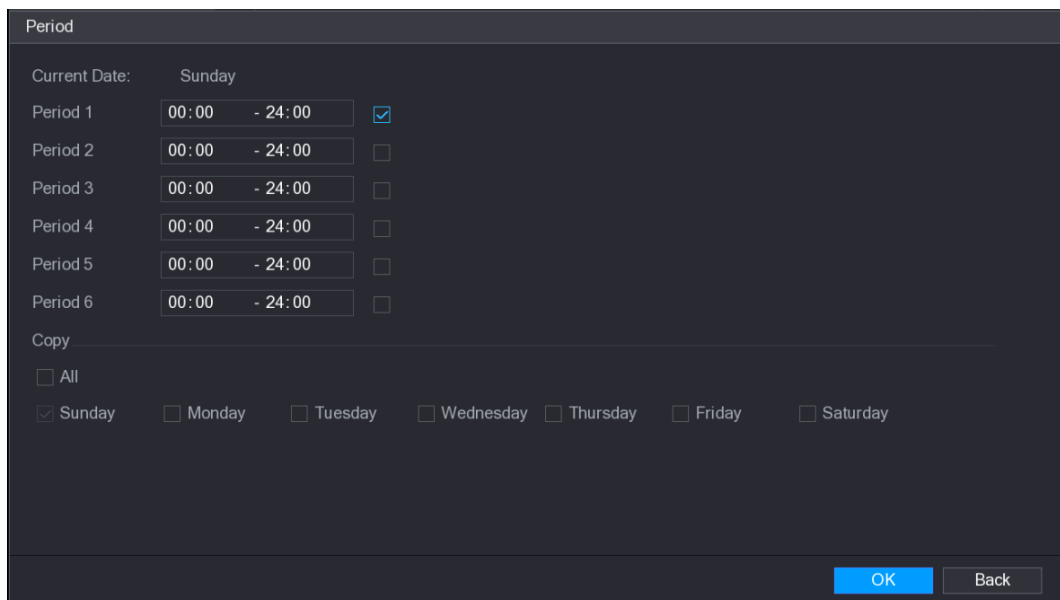 Period
Current Date: Sunday
Period 1 00:00 - 24:00
Period 2 00:00 - 24:00
Period 3 00:00 - 24:00
Period 4 00:00 - 24:00
Period 5 00:00 - 24:00
Period 6 00:00 - 24:00
Copy
All
Sunday Monday Tuesday Wednesday Thursday Friday Saturday
OK Back